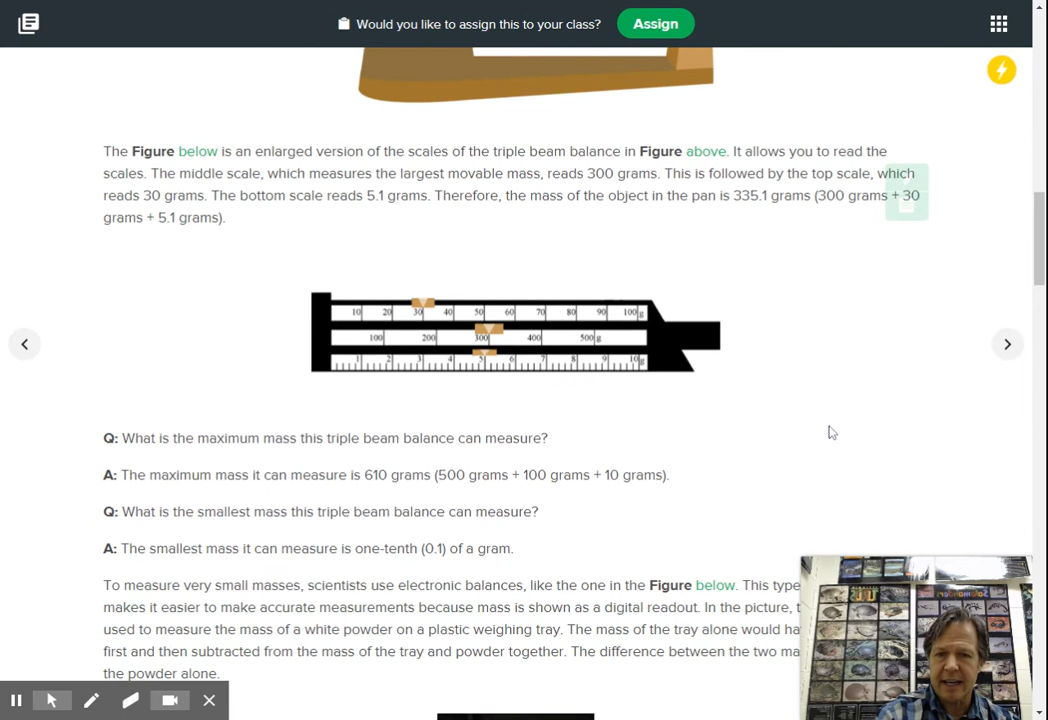 Would you like to assign this to your class? Assign
The Figure below is an enlarged version of the scales of the triple beam balance in Figure above. It allows you to read the
scales. The middle scale, which measures the largest movable mass, reads 300 grams. This is followed by the top scale, which
reads 30 grams. The bottom scale reads 5.1 grams. Therefore, the mass of the object in the pan is 335.1 grams (300 grams + 30
grams + 5.1 grams).
10 20 30 40 50 60 70 80 90 100 g
100 200 300 400 500 g
1 2 3 4 5 6 7 8 9 10 g
Q: What is the maximum mass this triple beam balance can measure?
A: The maximum mass it can measure is 610 grams (500 grams + 100 grams + 10 grams).
Q: What is the smallest mass this triple beam balance can measure?
A: The smallest mass it can measure is one-tenth (0.1) of a gram.
To measure very small masses, scientists use electronic balances, like the one in the Figure below. This type
makes it easier to make accurate measurements because mass is shown as a digital readout. In the picture,
used to measure the mass of a white powder on a plastic weighing tray. The mass of the tray alone would
first and then subtracted from the mass of the tray and powder together. The difference between the two
the powder alone.